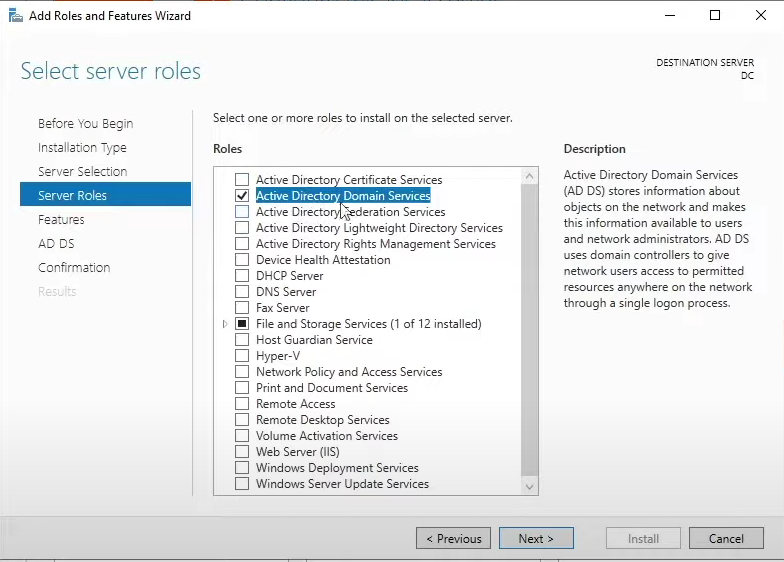 Add Roles and Features Wizard
Select server roles
DESTINATION SERVER
DC
Before You Begin
Installation Type
Server Selection
Server Roles
Features
AD DS
Confirmation
Results
Select one or more roles to install on the selected server.
Roles
Active Directory Certificate Services
Active Directory Domain Services
Active Directory Federation Services
Active Directory Lightweight Directory Services
Active Directory Rights Management Services
Device Health Attestation
DHCP Server
DNS Server
Fax Server
File and Storage Services (1 of 12 installed)
Host Guardian Service
Hyper-V
Network Policy and Access Services
Print and Document Services
Remote Access
Remote Desktop Services
Volume Activation Services
Web Server (IIS)
Windows Deployment Services
Windows Server Update Services
Description
Active Directory Domain Services
(AD DS) stores information about
objects on the network and makes
this information available to users
and network administrators. AD DS
uses domain controllers to give
network users access to permitted
resources anywhere on the network
through a single logon process.
< Previous
Next >
Install
Cancel